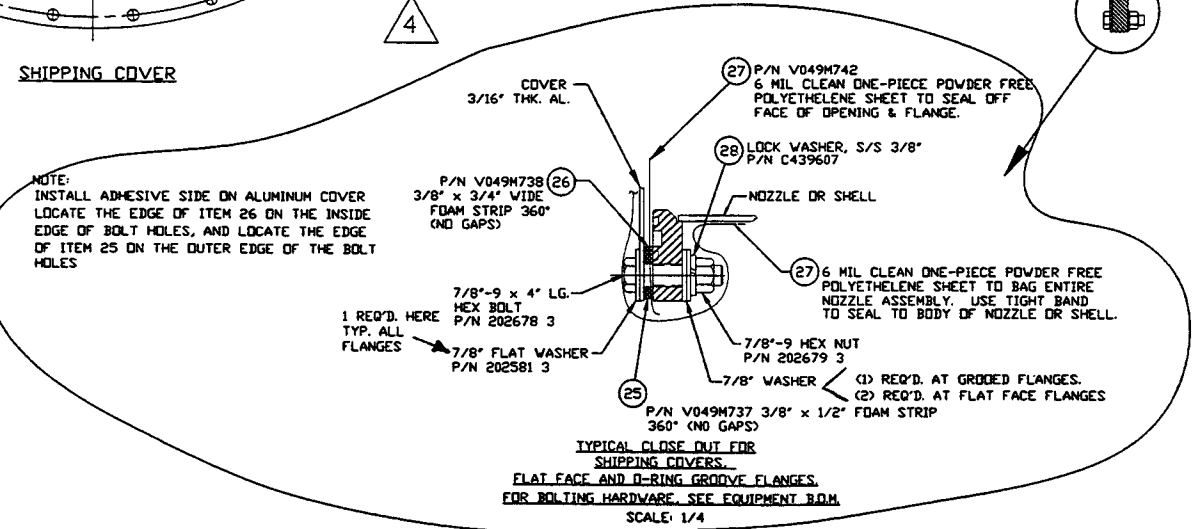 4
SHIPPING COVER
COVER
3/16" THK. AL.
27 P/N V049M742
6 MIL CLEAN ONE-PIECE POWDER FREE
POLYETHELENE SHEET TO SEAL OFF
FACE OF OPENING & FLANGE.
28 LOCK WASHER, S/S 3/8"
P/N C439607
NOTE:
INSTALL ADHESIVE SIDE ON ALUMINUM COVER
LOCATE THE EDGE OF ITEM 26 ON THE INSIDE
EDGE OF BOLT HOLES, AND LOCATE THE EDGE
OF ITEM 25 ON THE OUTER EDGE OF THE BOLT
HOLES
P/N V049M738 26
3/8" x 3/4" WIDE
FOAM STRIP 360°
(NO GAPS)
NOZZLE OR SHELL
27 6 MIL CLEAN ONE-PIECE POWDER FREE
POLYETHELENE SHEET TO BAG ENTIRE
NOZZLE ASSEMBLY. USE TIGHT BAND
TO SEAL TO BODY OF NOZZLE OR SHELL.
7/8"-9 x 4" LG.
HEX BOLT
P/N 202678 3
1 REQ'D. HERE
TYP. ALL
FLANGES
7/8" FLAT WASHER
P/N 202581 3
7/8"-9 HEX NUT
P/N 202679 3
7/8" WASHER
(1) REQ'D. AT GROOED FLANGES.
(2) REQ'D. AT FLAT FACE FLANGES
25
P/N V049M737 3/8" x 1/2" FOAM STRIP
360° (NO GAPS)
TYPICAL CLOSE OUT FOR
SHIPPING COVERS.
FLAT FACE AND O-RING GROOVE FLANGES.
FOR BOLTING HARDWARE, SEE EQUIPMENT B.O.M.
SCALE: 1/4